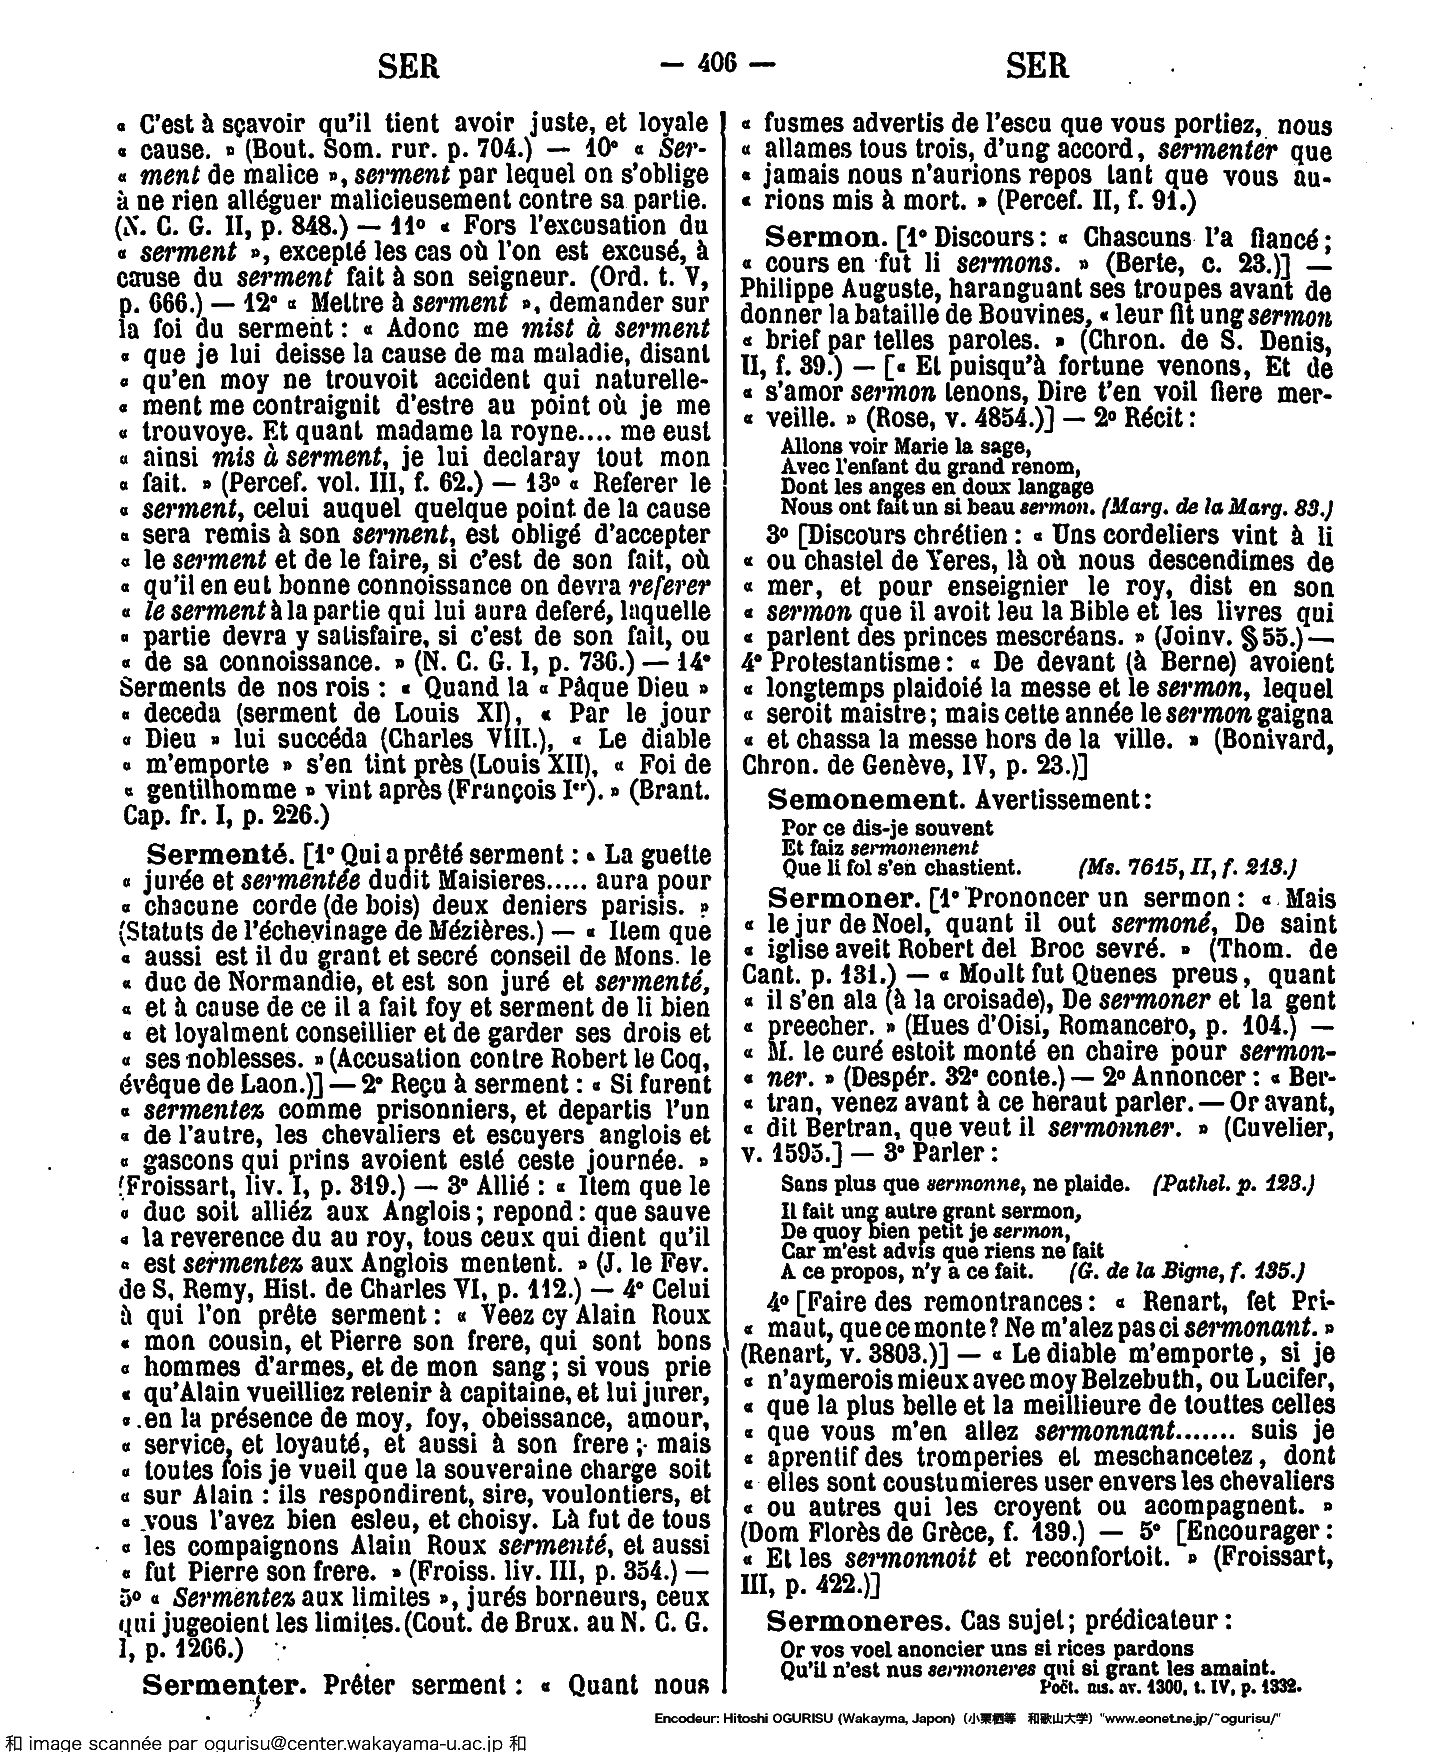 SER — 406 — SER
« C'est à sçavoir qu'il tient avoir juste, et loyale
« cause. » (Bout. Som. rur. p. 704.) — 10° « Ser-
« ment de malice », serment par lequel on s'oblige
à ne rien alléguer malicieusement contre sa partie.
(N. C. G. II, p. 848.) — 11° « Fors l'excusation du
« serment », excepté les cas où l'on est excusé, à
cause du serment fait à son seigneur. (Ord. t. V,
p. 666.) — 12° « Mettre à serment », demander sur
la foi du serment : « Adonc me mist à serment
« que je lui deisse la cause de ma maladie, disant
« qu'en moy ne trouvoit accident qui naturelle-
« ment me contraignit d'estre au point où je me
« trouvoye. Et quant madame la royne.... me eust
« ainsi mis à serment, je lui declaray tout mon
« fait. » (Percef. vol. III, f. 62.) — 13° « Referer le
« serment, celui auquel quelque point de la cause
« sera remis à son serment, est obligé d'accepter
« le serment et de le faire, si c'est de son fait, où
« qu'il en eut bonne connoissance on devra referer
« le serment à la partie qui lui aura deferé, laquelle
« partie devra y satisfaire, si c'est de son fait, ou
« de sa connoissance. » (N. C. G. I, p. 736.) — 14°
Serments de nos rois : « Quand la « Pâque Dieu »
« deceda (serment de Louis XI), « Par le jour
« Dieu » lui succéda (Charles VIII.), « Le diable
« m'emporte » s'en tint près (Louis XII), « Foi de
« gentilhomme » vint après (François Ier). » (Brant.
Cap. fr. I, p. 226.)
Sermenté. [1° Qui a prêté serment : « La guette
« jurée et sermentée dudit Maisieres..... aura pour
« chacune corde (de bois) deux deniers parisis. »
(Statuts de l'échevinage de Mézières.) — « Item que
« aussi est il du grant et secré conseil de Mons. le
« duc de Normandie, et est son juré et sermenté,
« et à cause de ce il a fait foy et serment de li bien
« et loyalment conseillier et de garder ses drois et
« ses noblesses. » (Accusation contre Robert le Coq,
évêque de Laon.)] — 2° Reçu à serment : « Si furent
« sermentez comme prisonniers, et departis l'un
« de l'autre, les chevaliers et escuyers anglois et
« gascons qui prins avoient esté ceste journée. »
(Froissart, liv. I, p. 319.) — 3° Allié : « Item que le
« duc soit alliéz aux Anglois ; repond : que sauve
« la reverence du au roy, tous ceux qui dient qu'il
« est sermentez aux Anglois mentent. » (J. le Fev.
de S. Remy, Hist. de Charles VI, p. 112.) — 4° Celui
à qui l'on prête serment : « Veez cy Alain Roux
« mon cousin, et Pierre son frere, qui sont bons
« hommes d'armes, et de mon sang ; si vous prie
« qu'Alain vueilliez retenir à capitaine, et lui jurer,
« en la présence de moy, foy, obeissance, amour,
« service, et loyauté, et aussi à son frere ; mais
« toutes fois je vueil que la souveraine charge soit
« sur Alain : ils respondirent, sire, voulontiers, et
« vous l'avez bien esleu, et choisy. Là fut de tous
« les compaignons Alain Roux sermenté, et aussi
« fut Pierre son frere. » (Froiss. liv. III, p. 354.) —
5° « Sermentez aux limites », jurés borneurs, ceux
qui jugeoient les limites. (Cout. de Brux. au N. C. G.
I, p. 1266.)
Sermenter. Prêter serment : « Quant nous
« fusmes advertis de l'escu que vous portiez, nous
« allames tous trois, d'ung accord, sermenter que
« jamais nous n'aurions repos tant que vous au-
« rions mis à mort. » (Percef. II, f. 91.)
Sermon. [1° Discours : « Chascuns l'a fiancé ;
« cours en fut li sermons. » (Berte, c. 23.)] —
Philippe Auguste, haranguant ses troupes avant de
donner la bataille de Bouvines, « leur fit ung sermon
« brief par telles paroles. » (Chron. de S. Denis,
II, f. 39.) — [« Et puisqu'à fortune venons, Et de
« s'amor sermon tenons, Dire t'en voil fiere mer-
« veille. » (Rose, v. 4854.)] — 2° Récit :
Allons voir Marie la sage,
Avec l'enfant du grand renom,
Dont les anges en doux langage
Nous ont fait un si beau sermon. (Marg. de la Marg. 83.)
3° [Discours chrétien : « Uns cordeliers vint à li
« ou chastel de Yeres, là où nous descendimes de
« mer, et pour enseignier le roy, dist en son
« sermon que il avoit leu la Bible et les livres qui
« parlent des princes mescréans. » (Joinv. § 55.) —
4° Protestantisme : « De devant (à Berne) avoient
« longtemps plaidoié la messe et le sermon, lequel
« seroit maistre ; mais cette année le sermon gaigna
« et chassa la messe hors de la ville. » (Bonivard,
Chron. de Genève, IV, p. 23.)]
Semonement. Avertissement :
Por ce dis-je souvent
Et faiz sermonement
Que li fol s'en chastient. (Ms. 7615, II, f. 213.)
Sermoner. [1° Prononcer un sermon : « Mais
« le jur de Noel, quant il out sermoné, De saint
« iglise aveit Robert del Broc sevré. » (Thom. de
Cant. p. 131.) — « Moult fut Quenes preus, quant
« il s'en ala (à la croisade), De sermoner et la gent
« preecher. » (Hues d'Oisi, Romancero, p. 104.) —
« M. le curé estoit monté en chaire pour sermon-
« ner. » (Despér. 32e conte.) — 2° Annoncer : « Ber-
« tran, venez avant à ce heraut parler. — Or avant,
« dit Bertran, que veut il sermonner. » (Cuvelier,
v. 1595.] — 3° Parler :
Sans plus que sermonne, ne plaide. (Pathel. p. 123.)
Il fait ung autre grant sermon,
De quoy bien petit je sermon,
Car m'est advis que riens ne fait
A ce propos, n'y a ce fait. (G. de la Bigne, f. 135.)
4° [Faire des remontrances : « Renart, fet Pri-
« maut, que ce monte ? Ne m'alez pas ci sermonant. »
(Renart, v. 3803.)] — « Le diable m'emporte, si je
« n'aymerois mieux avec moy Belzebuth, ou Lucifer,
« que la plus belle et la meillieure de touttes celles
« que vous m'en allez sermonnant....... suis je
« aprentif des tromperies et meschancetez, dont
« elles sont coustumieres user envers les chevaliers
« ou autres qui les croyent ou acompagnent. »
(Dom Florès de Grèce, f. 139.) — 5° [Encourager :
« Et les sermonnoit et reconfortoit. » (Froissart,
III, p. 422.)]
Sermoneres. Cas sujet ; prédicateur :
Or vos voel anoncier uns si rices pardons
Qu'il n'est nus sermoneres qui si grant les amaint.
Poët. ms. av. 1300, t. IV, p. 1332.
Encodeur: Hitoshi OGURISU (Wakayma, Japon) (小栗栖等 和歌山大学) "www.eonet.ne.jp/~ogurisu/"
和 image scannée par ogurisu@center.wakayama-u.ac.jp 和